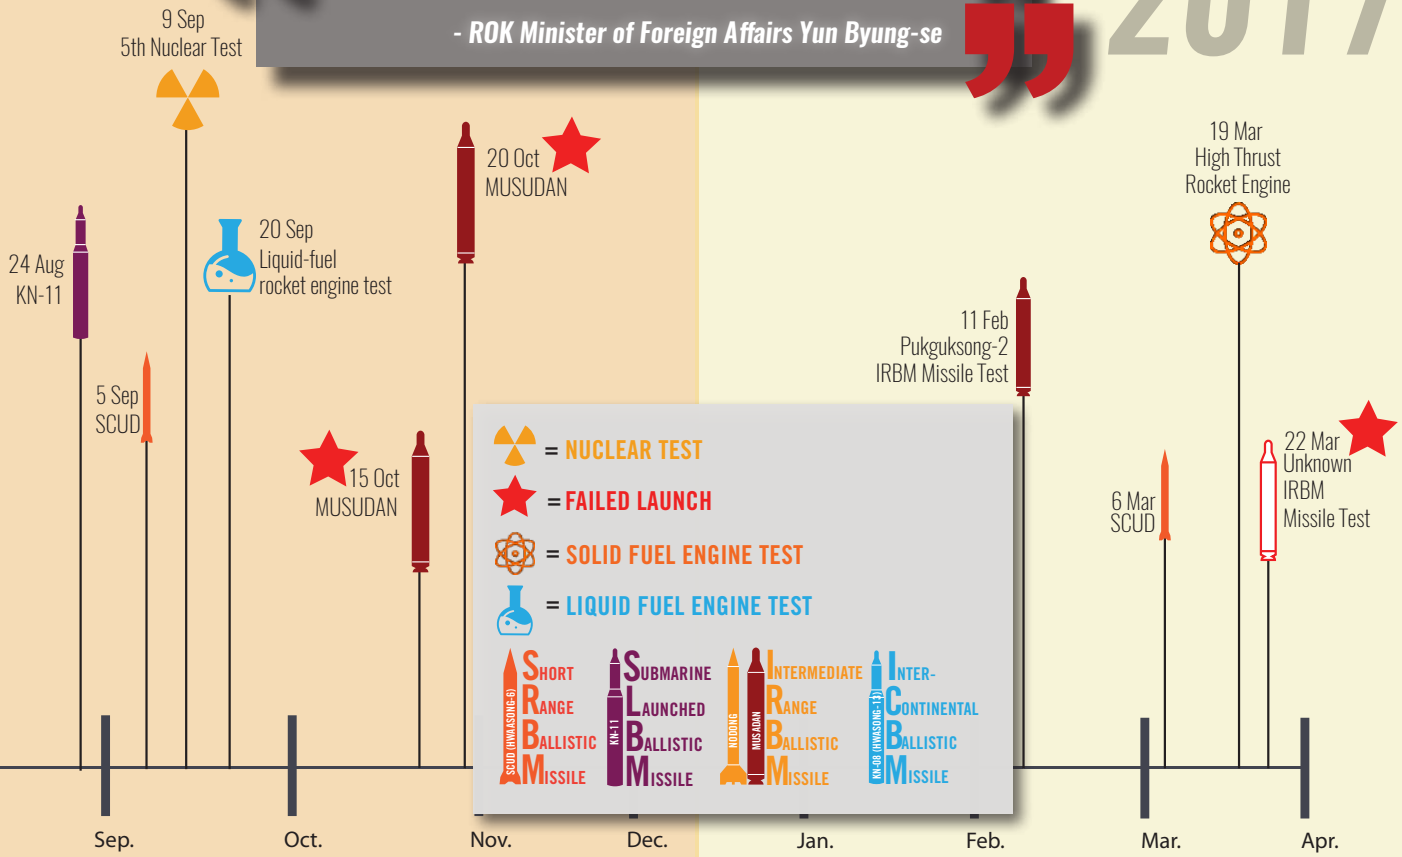 2017
- ROK Minister of Foreign Affairs Yun Byung-se
9 Sep
5th Nuclear Test
24 Aug
KN-11
5 Sep
SCUD
20 Sep
Liquid-fuel
rocket engine test
15 Oct
MUSUDAN
20 Oct
MUSUDAN
11 Feb
Pukguksong-2
IRBM Missile Test
6 Mar
SCUD
19 Mar
High Thrust
Rocket Engine
22 Mar
Unknown
IRBM
Missile Test
= NUCLEAR TEST
= FAILED LAUNCH
= SOLID FUEL ENGINE TEST
= LIQUID FUEL ENGINE TEST
SCUD (HWAASONG-6)
SHORT
RANGE
BALLISTIC
MISSILE
KN-11
SUBMARINE
LAUNCHED
BALLISTIC
MISSILE
NODONG
MUSADAN
INTERMEDIATE
RANGE
BALLISTIC
MISSILE
KN-08 (HWASONG-13)
INTER-
CONTINENTAL
BALLISTIC
MISSILE
Sep.
Oct.
Nov.
Dec.
Jan.
Feb.
Mar.
Apr.